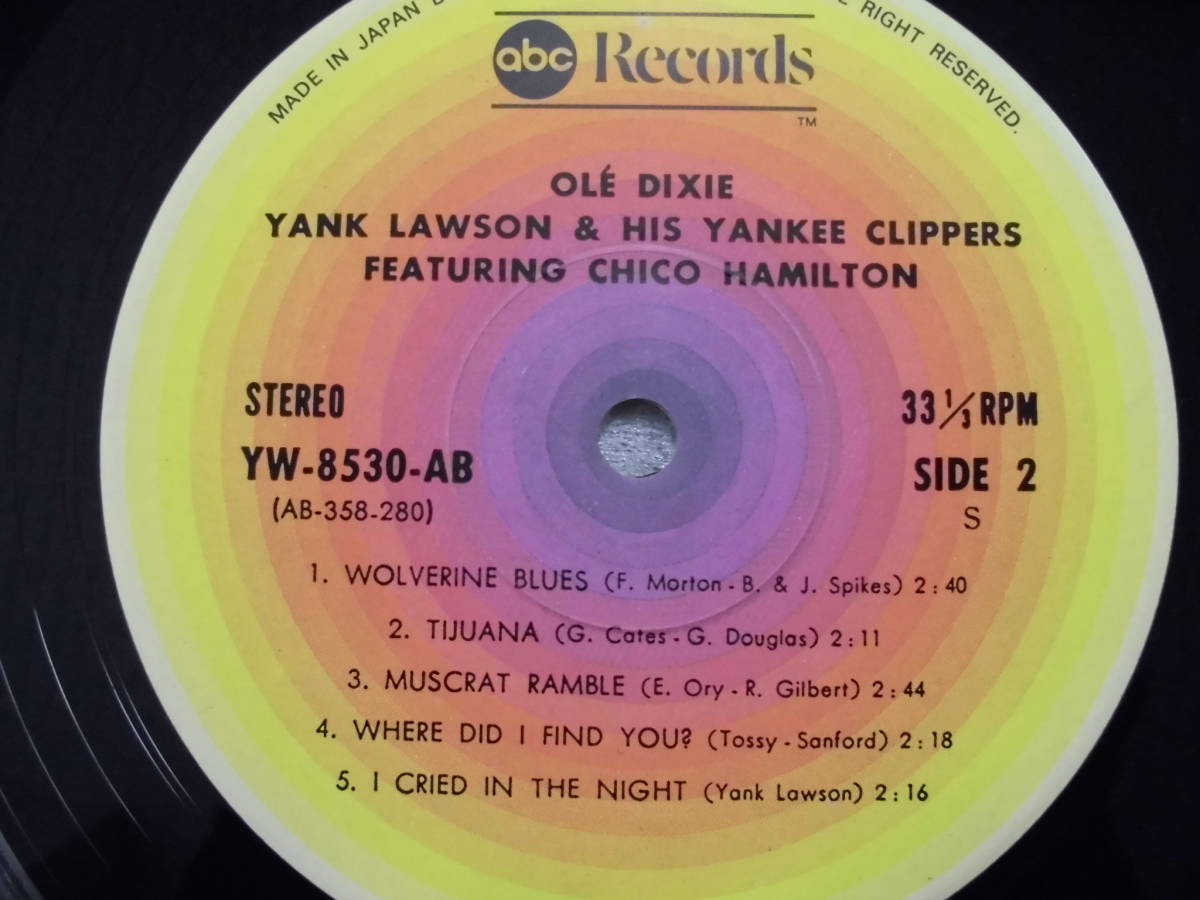 MADE IN JAPAN
RIGHT RESERVED.
abc Records
TM
OLÉ DIXIE
YANK LAWSON & HIS YANKEE CLIPPERS
FEATURING CHICO HAMILTON
STEREO
33 1/3 RPM
YW-8530-AB
SIDE 2
(AB-358-280)
S
1. WOLVERINE BLUES (F. Morton - B. & J. Spikes) 2:40
2. TIJUANA (G. Cates - G. Douglas) 2:11
3. MUSCRAT RAMBLE (E. Ory - R. Gilbert) 2:44
4. WHERE DID I FIND YOU? (Tossy - Sanford) 2:18
5. I CRIED IN THE NIGHT (Yank Lawson) 2:16